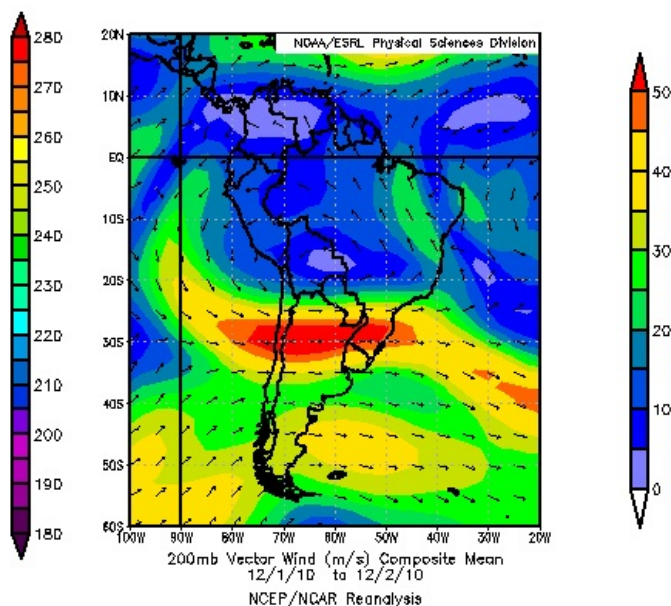 NOAA/ESRL Physical Sciences Division
280
270
260
250
240
230
220
210
200
190
180
20N
10N
EQ
10S
20S
30S
40S
50S
60S
50
40
30
20
10
0
100W 90W 80W 70W 60W 50W 40W 30W 20W
200mb Vector Wind (m/s) Composite Mean
12/1/10 to 12/2/10
NCEP/NCAR Reanalysis